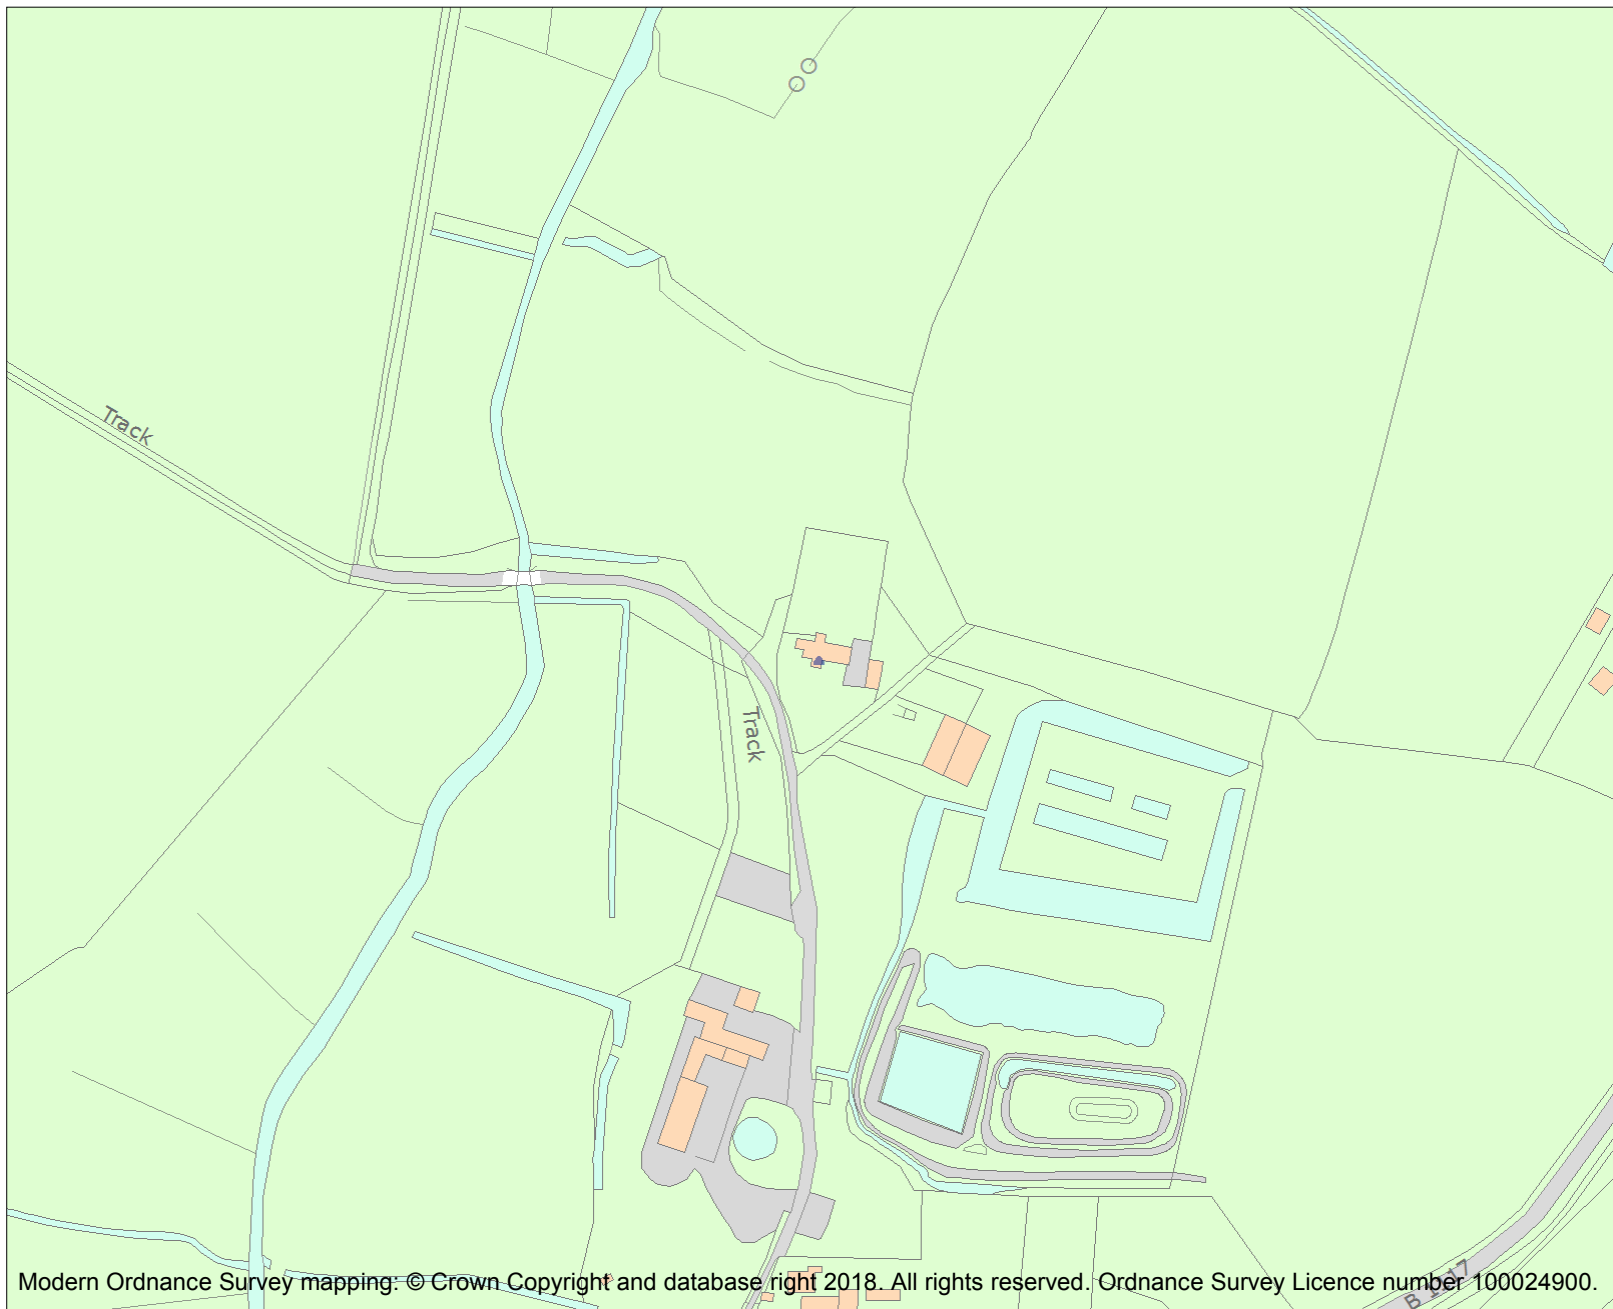 Track
Track
B 1117
Modern Ordnance Survey mapping: © Crown Copyright and database right 2018. All rights reserved. Ordnance Survey Licence number 100024900.